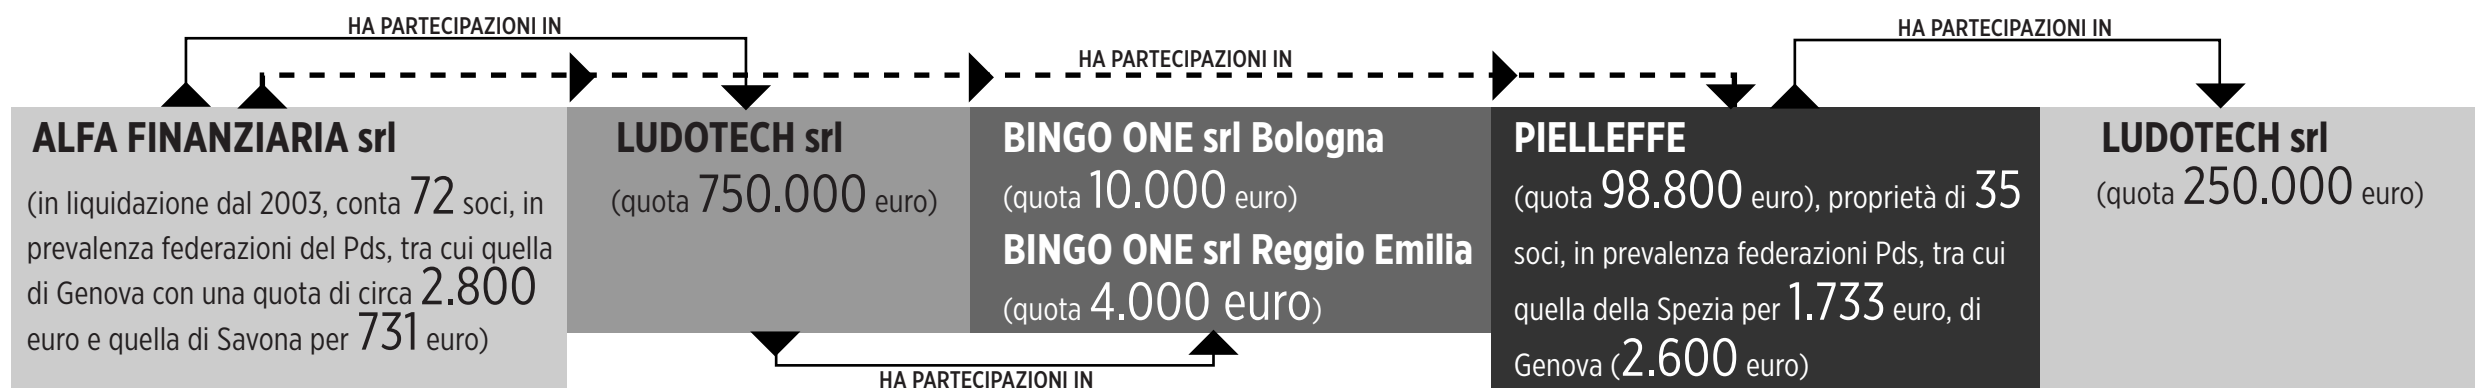 HA PARTECIPAZIONI IN
HA PARTECIPAZIONI IN
HA PARTECIPAZIONI IN
ALFA FINANZIARIA srl
(in liquidazione dal 2003, conta 72 soci, in
prevalenza federazioni del Pds, tra cui quella
di Genova con una quota di circa 2.800
euro e quella di Savona per 731 euro)
LUDOTECH srl
(quota 750.000 euro)
BINGO ONE srl Bologna
(quota 10.000 euro)
BINGO ONE srl Reggio Emilia
(quota 4.000 euro)
PIELLEFFE
(quota 98.800 euro), proprietà di 35
soci, in prevalenza federazioni Pds, tra cui
quella della Spezia per 1.733 euro, di
Genova (2.600 euro)
LUDOTECH srl
(quota 250.000 euro)
HA PARTECIPAZIONI IN